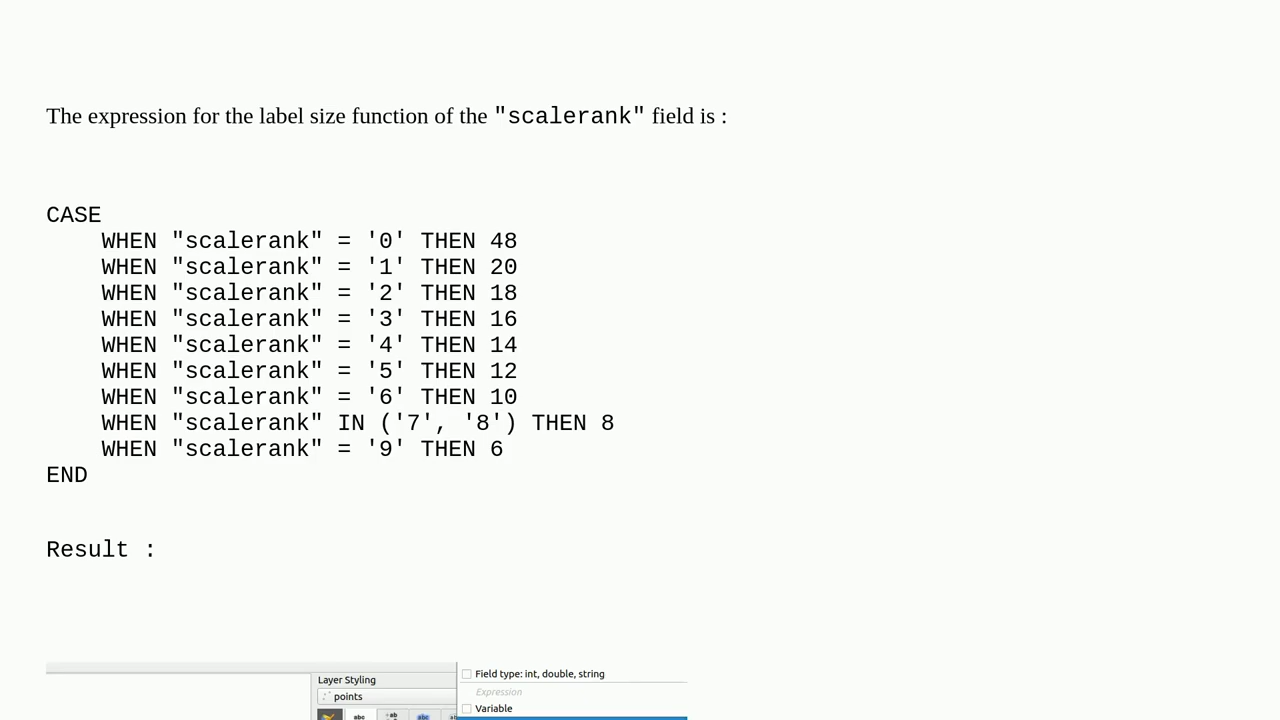 The expression for the label size function of the "scalerank" field is :
CASE
    WHEN "scalerank" = '0' THEN 48
    WHEN "scalerank" = '1' THEN 20
    WHEN "scalerank" = '2' THEN 18
    WHEN "scalerank" = '3' THEN 16
    WHEN "scalerank" = '4' THEN 14
    WHEN "scalerank" = '5' THEN 12
    WHEN "scalerank" = '6' THEN 10
    WHEN "scalerank" IN ('7', '8') THEN 8
    WHEN "scalerank" = '9' THEN 6
END
Result :
Field type: int, double, string
Layer Styling
Expression
points
Variable
abc
ab
abc